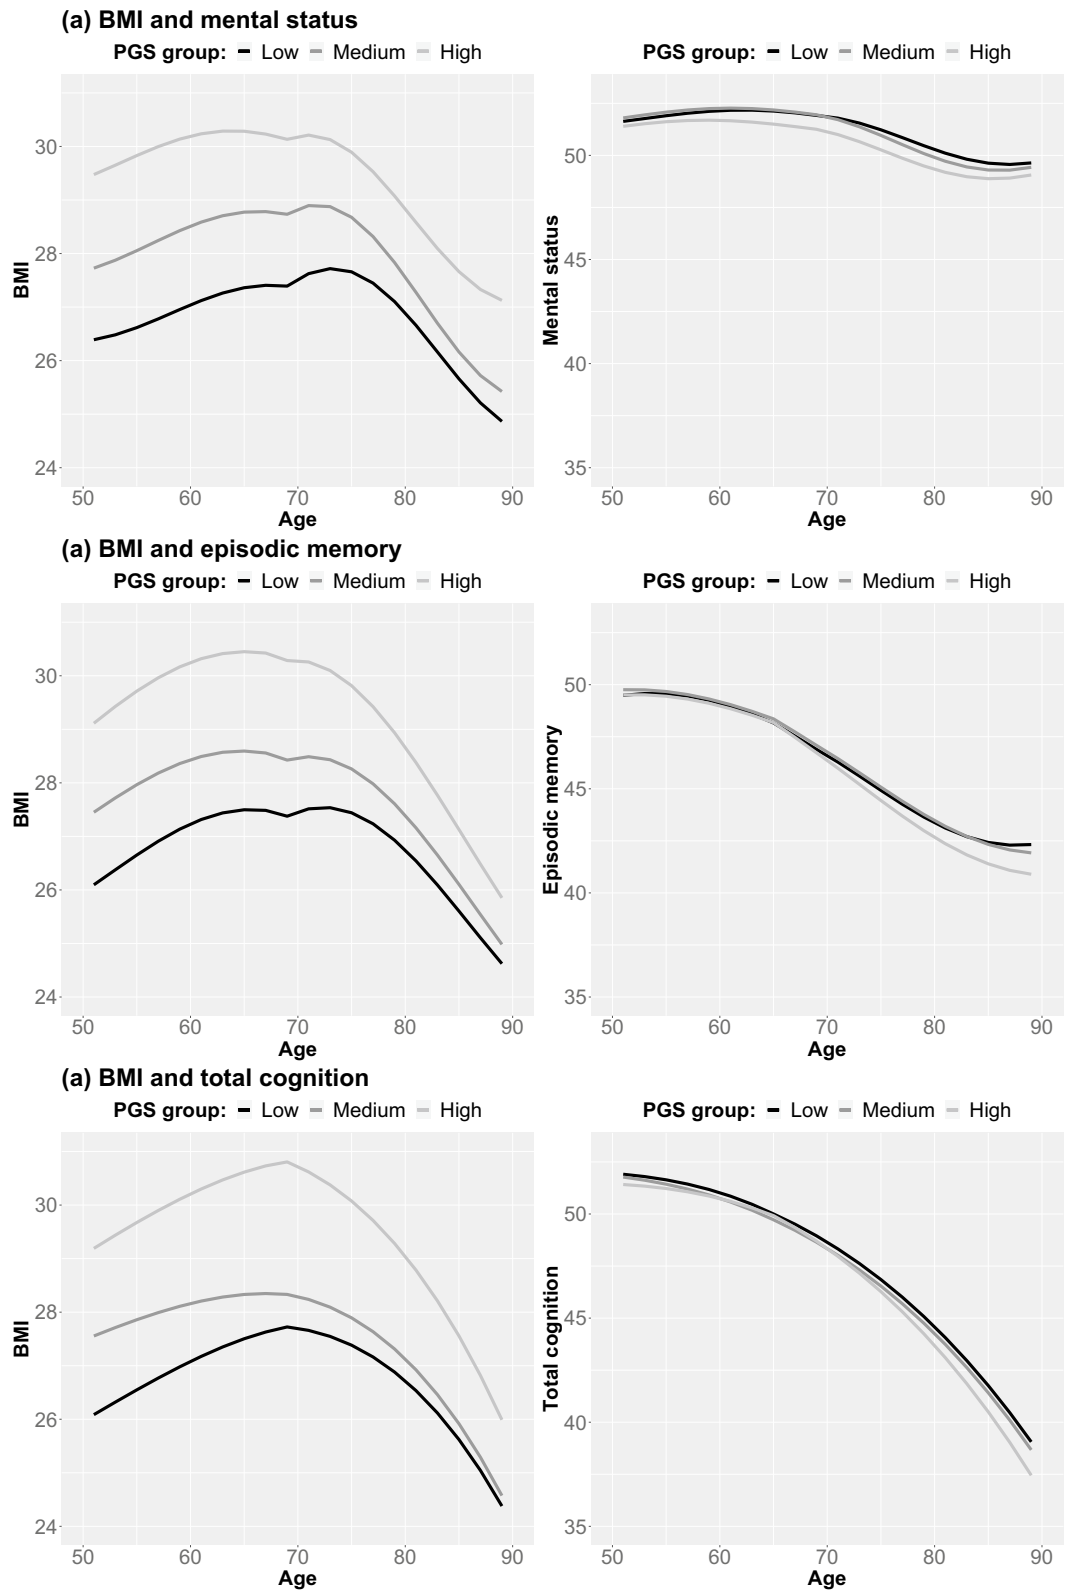 (a) BMI and mental status
PGS group: Low Medium High
PGS group: Low Medium High
BMI
30
28
26
24
50 60 70 80 90
Age
Mental status
50
45
40
35
50 60 70 80 90
Age
(a) BMI and episodic memory
PGS group: Low Medium High
PGS group: Low Medium High
BMI
30
28
26
24
50 60 70 80 90
Age
Episodic memory
50
45
40
35
50 60 70 80 90
Age
(a) BMI and total cognition
PGS group: Low Medium High
PGS group: Low Medium High
BMI
30
28
26
24
50 60 70 80 90
Age
Total cognition
50
45
40
35
50 60 70 80 90
Age